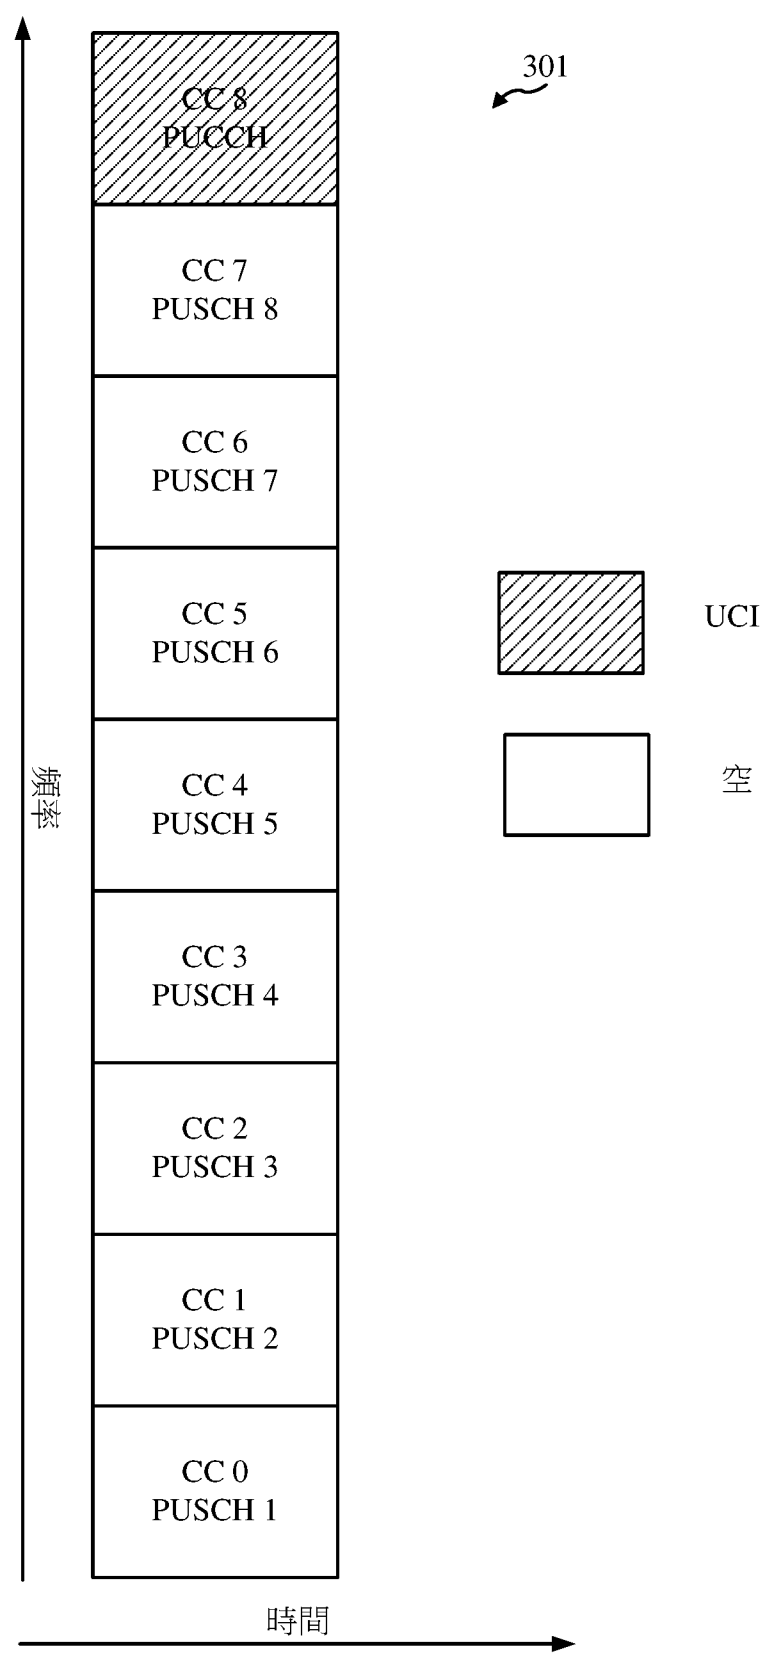 301
CC 8
PUCCH
CC 7
PUSCH 8
CC 6
PUSCH 7
CC 5
PUSCH 6
UCI
空
CC 4
PUSCH 5
頻率
CC 3
PUSCH 4
CC 2
PUSCH 3
CC 1
PUSCH 2
CC 0
PUSCH 1
時間